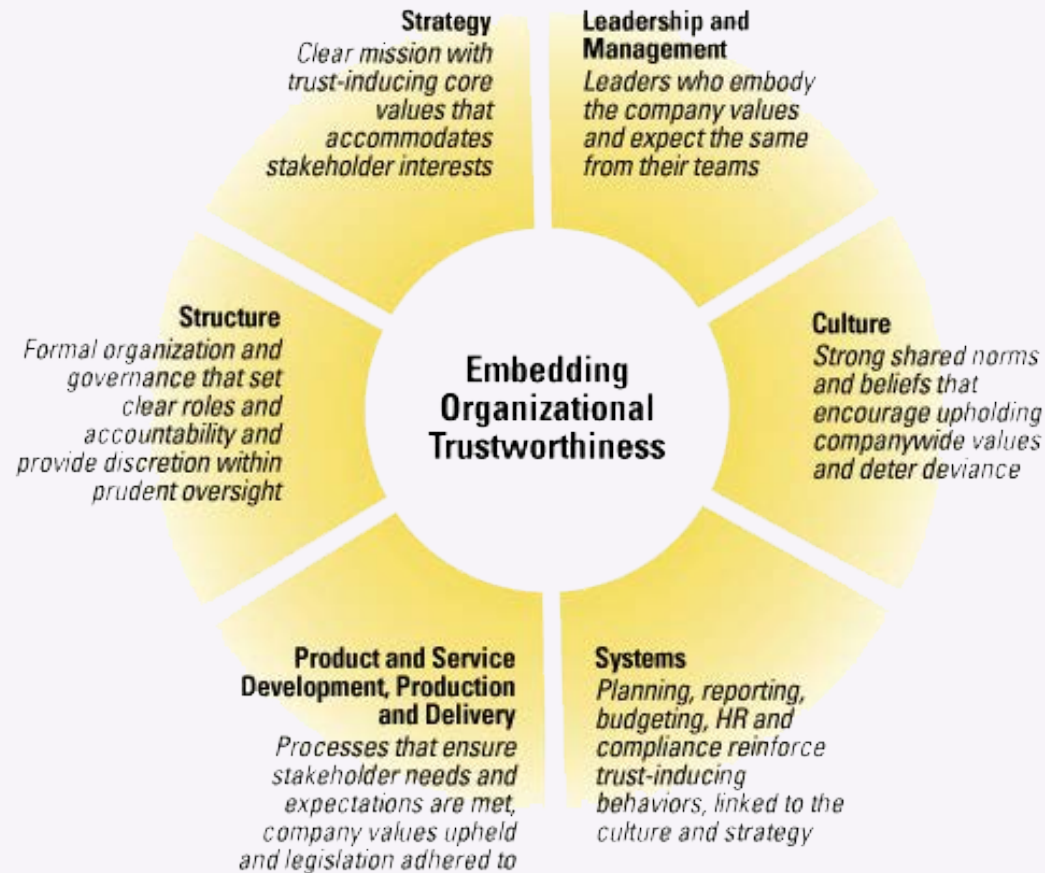 Strategy
Clear mission with
trust-inducing core
values that
accommodates
stakeholder interests
Leadership and
Management
Leaders who embody
the company values
and expect the same
from their teams
Structure
Formal organization and
governance that set
clear roles and
accountability and
provide discretion within
prudent oversight
Embedding
Organizational
Trustworthiness
Culture
Strong shared norms
and beliefs that
encourage upholding
companywide values
and deter deviance
Product and Service
Development, Production
and Delivery
Processes that ensure
stakeholder needs and
expectations are met,
company values upheld
and legislation adhered to
Systems
Planning, reporting,
budgeting, HR and
compliance reinforce
trust-inducing
behaviors, linked to the
culture and strategy